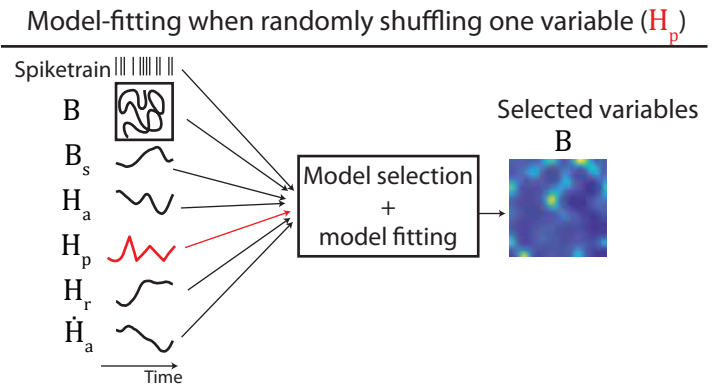 Model-fitting when randomly shuffling one variable (Hp)
Spiketrain
B
Bs
Ha
Hp
Hr
Ḣa
Time
Model selection
+
model fitting
Selected variables
B